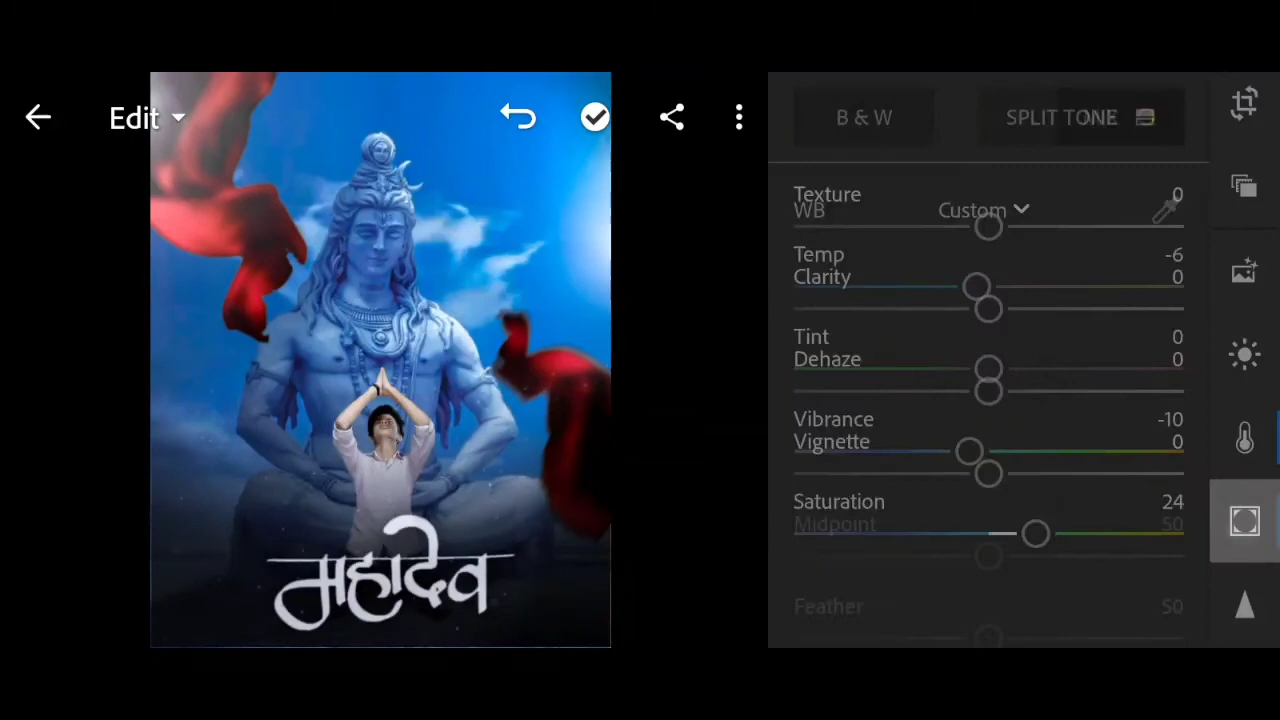 Edit
B & W
SPLIT TONE
Texture 0
WB Custom
Temp -6
Clarity 0
Tint 0
Dehaze 0
Vibrance -10
Vignette 0
Saturation 24
Midpoint 50
Feather 50
महादेव